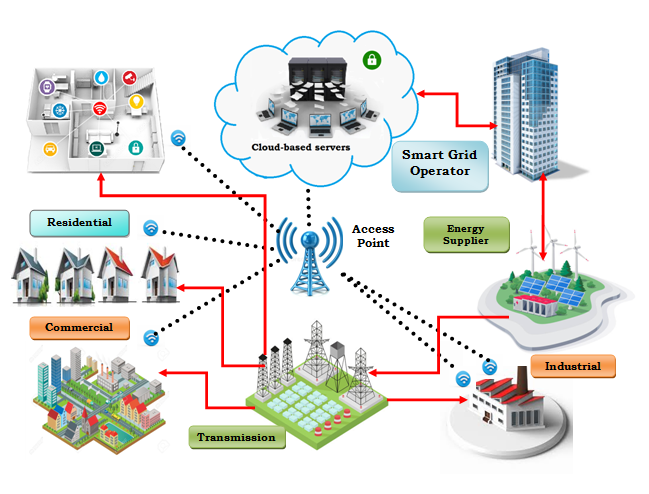 Cloud-based servers
Smart Grid
Operator
Residential
Access
Point
Energy
Supplier
Commercial
Industrial
Transmission